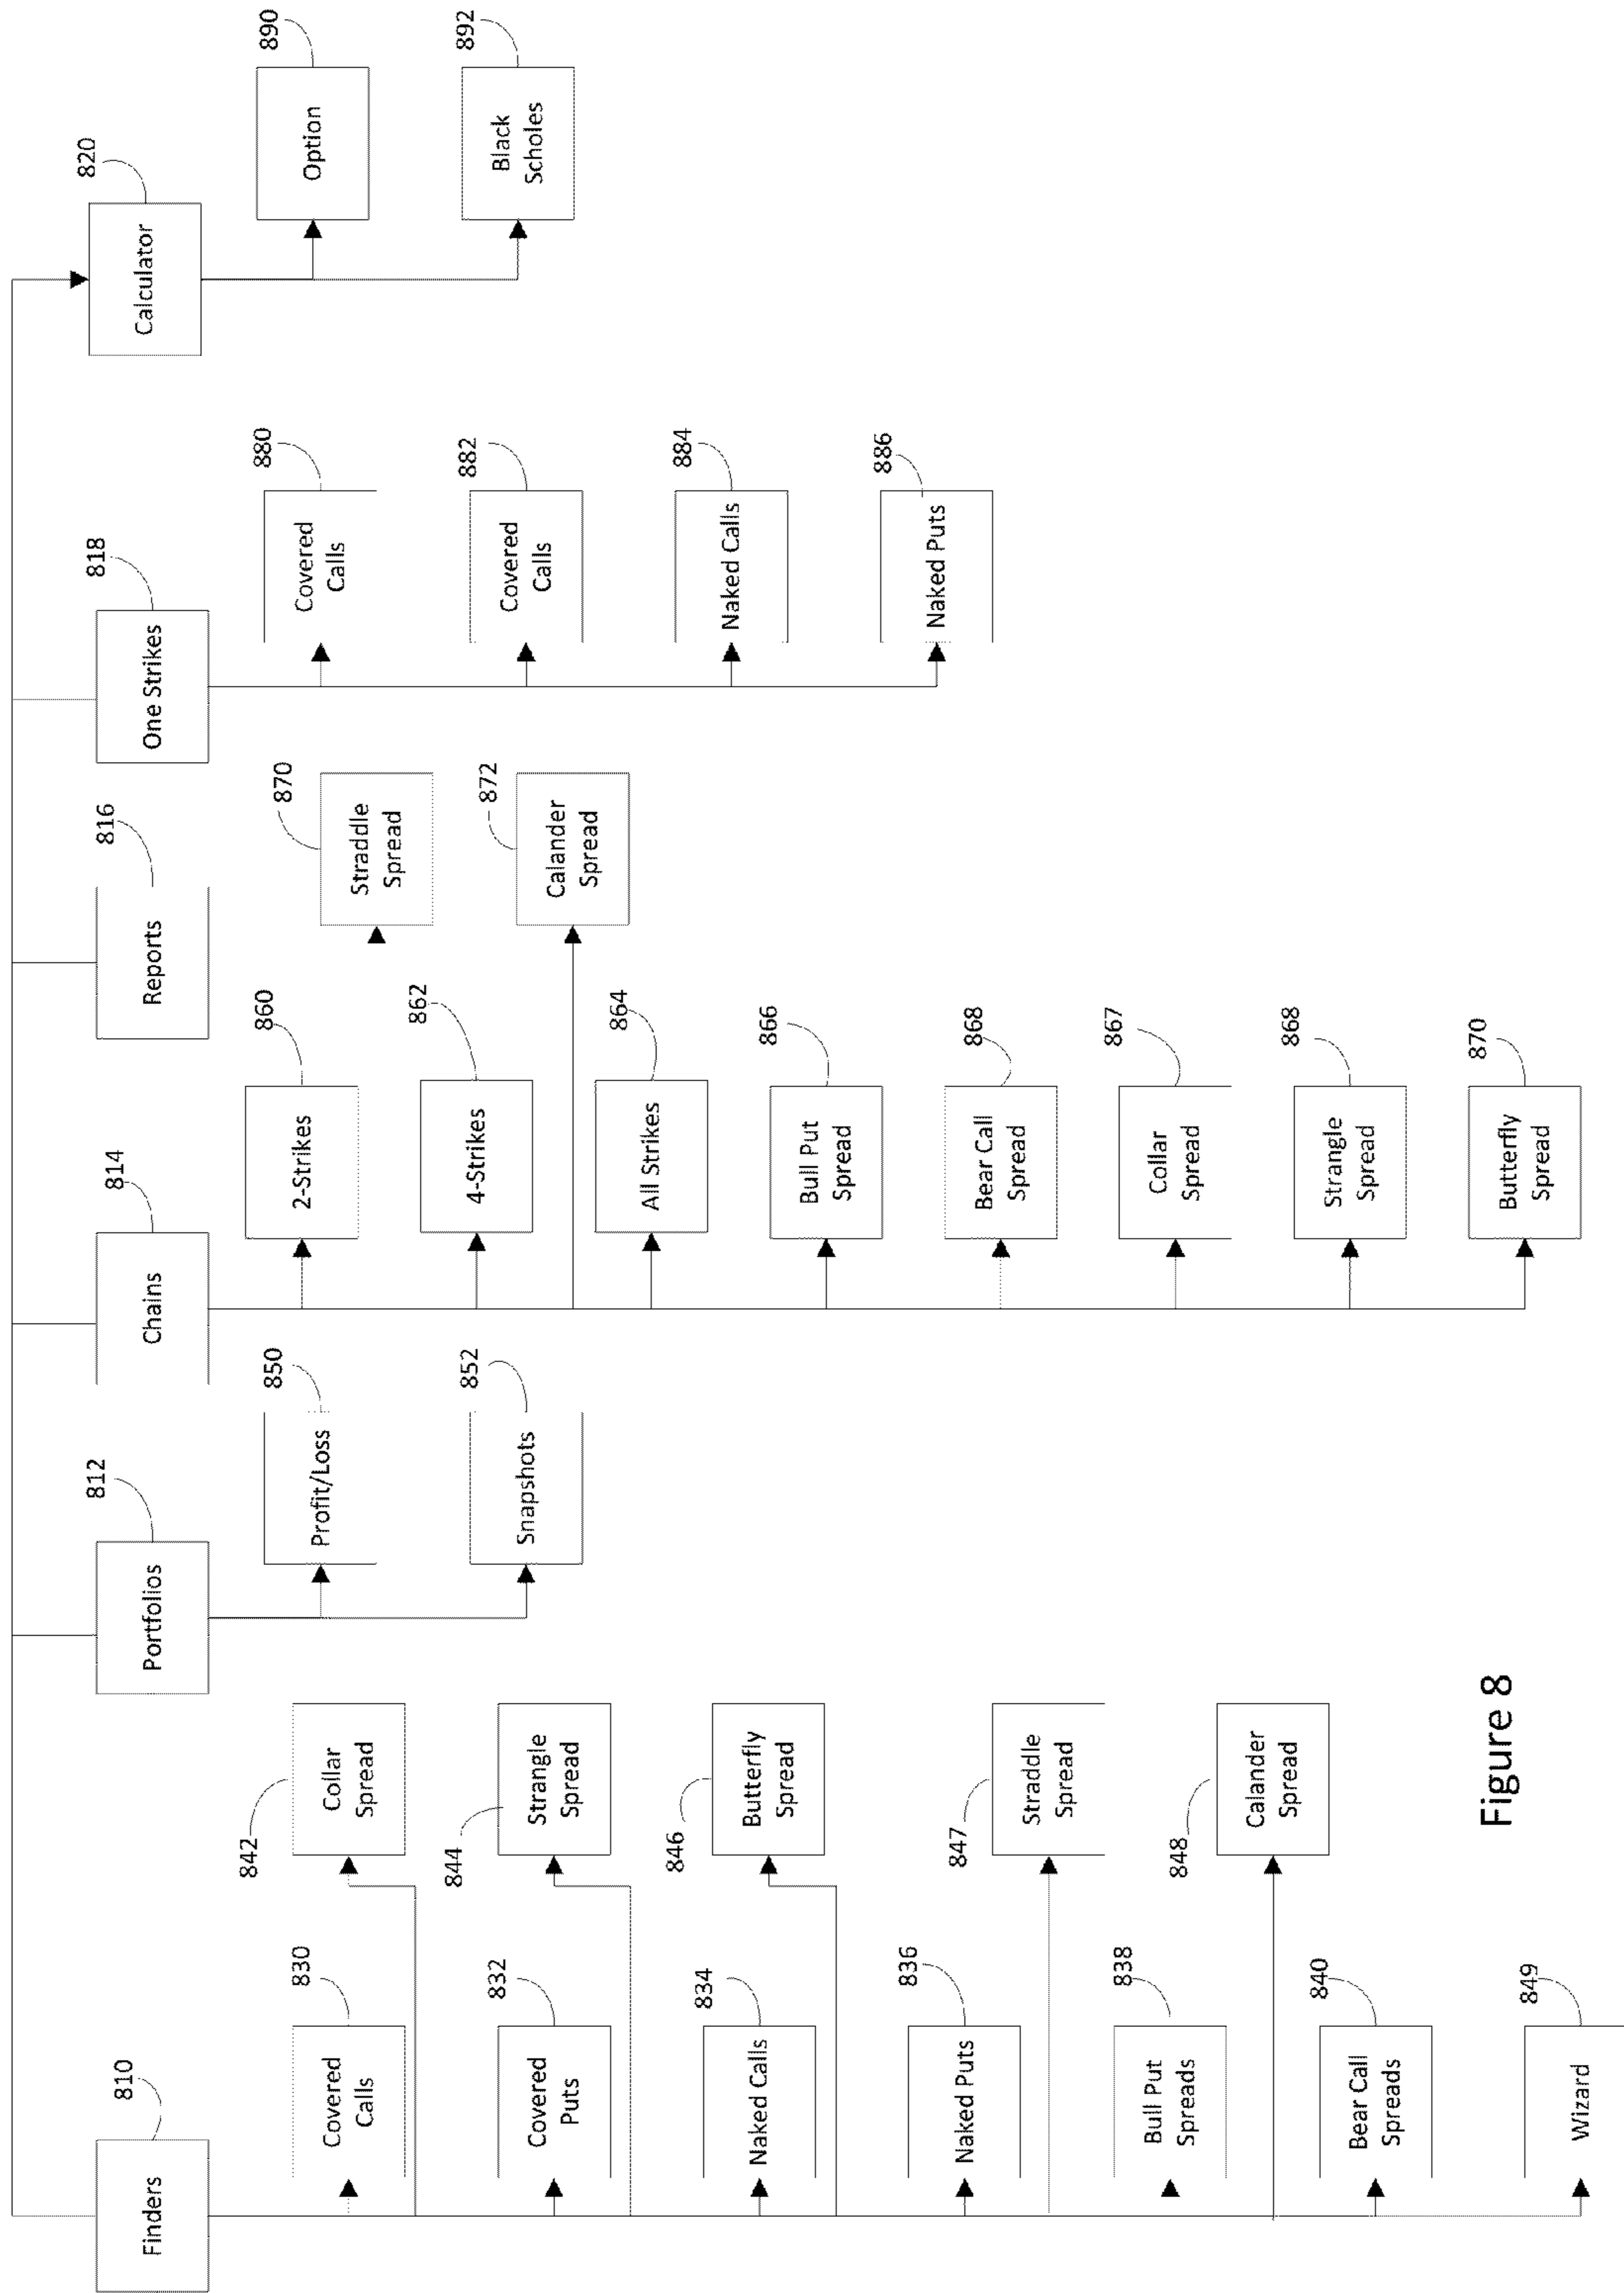 810
Finders
812
Portfolios
814
Chains
816
Reports
818
One Strikes
820
Calculator
830
Covered
Calls
832
Covered
Puts
834
Naked Calls
836
Naked Puts
838
Bull Put
Spreads
840
Bear Call
Spreads
849
Wizard
842
Collar
Spread
844
Strangle
Spread
846
Butterfly
Spread
847
Straddle
Spread
848
Calander
Spread
850
Profit/Loss
852
Snapshots
860
2-Strikes
862
4-Strikes
864
All Strikes
866
Bull Put
Spread
868
Bear Call
Spread
867
Collar
Spread
868
Strangle
Spread
870
Butterfly
Spread
870
Straddle
Spread
872
Calander
Spread
880
Covered
Calls
882
Covered
Calls
884
Naked Calls
886
Naked Puts
890
Option
892
Black
Scholes
Figure 8